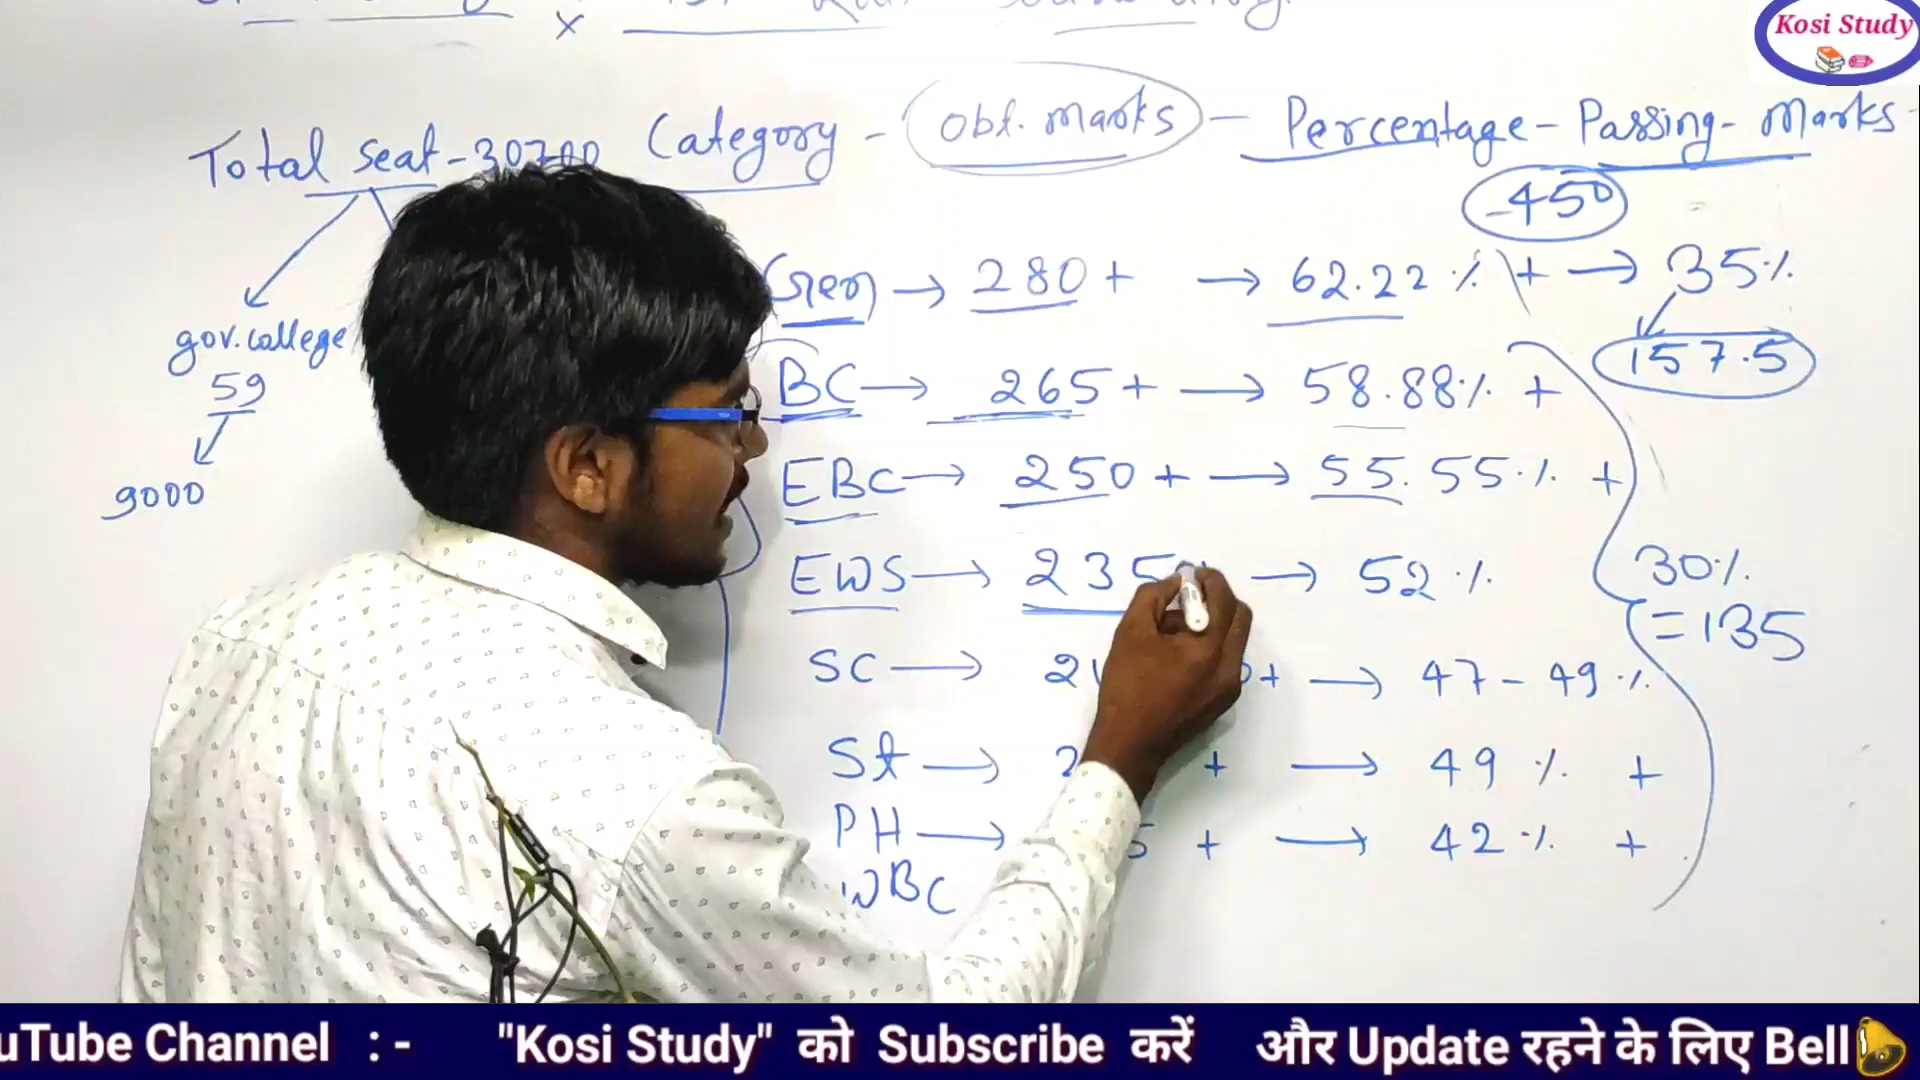 Kosi Study
Total seat-30700 Category - Obt. marks - Percentage - Passing - Marks -
450
Gen → 280+ → 62.22% + → 35%
gov. college
157.5
59
BC → 265+ → 58.88% +
9000
EBC → 250+ → 55.55% +
EWS → 235 → 52%
30%
=135
SC → + → 47-49%
St → + → 49% +
PH → 5 + → 42% +
WBC
uTube Channel :- "Kosi Study" को Subscribe करें और Update रहने के लिए Bell